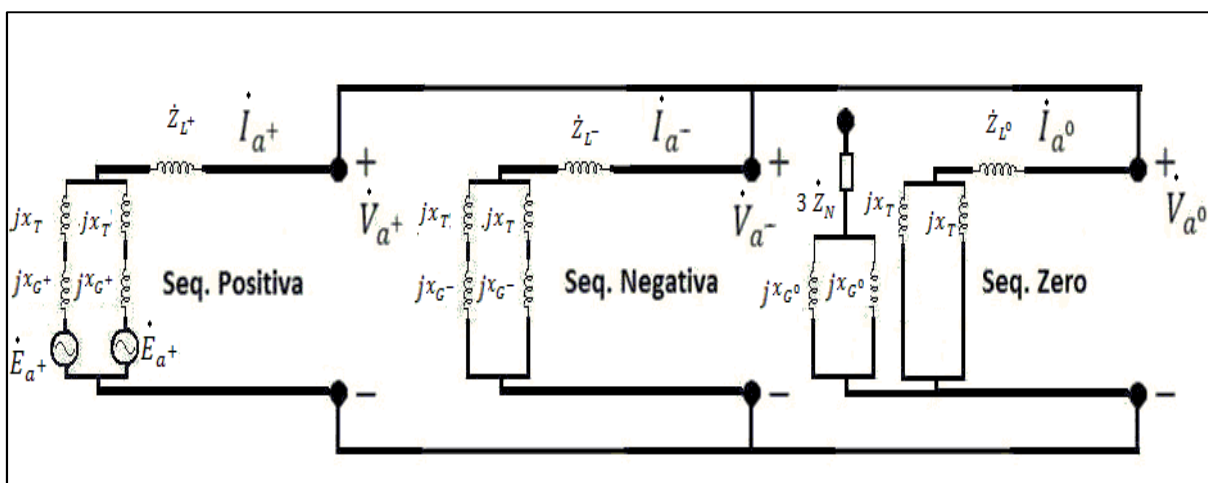 Ż_L⁺ İ_a⁺
Ż_L⁻ İ_a⁻
Ż_L⁰ İ_a⁰
+ + +
jx_T jx_T V̇_a⁺
jx_T jx_T V̇_a⁻
3 Ż_N jx_T jx_T V̇_a⁰
jx_G⁺ jx_G⁺ Seq. Positiva
jx_G⁻ jx_G⁻ Seq. Negativa
jx_G⁰ jx_G⁰ Seq. Zero
Ė_a⁺ Ė_a⁺
− − −